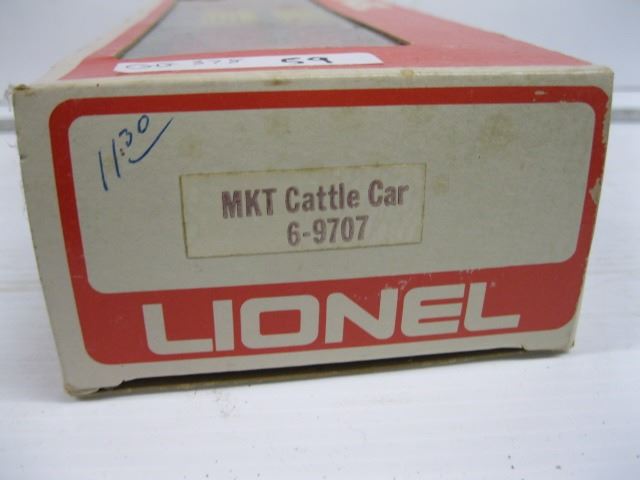 59
11:30
MKT Cattle Car
6-9707
LIONEL